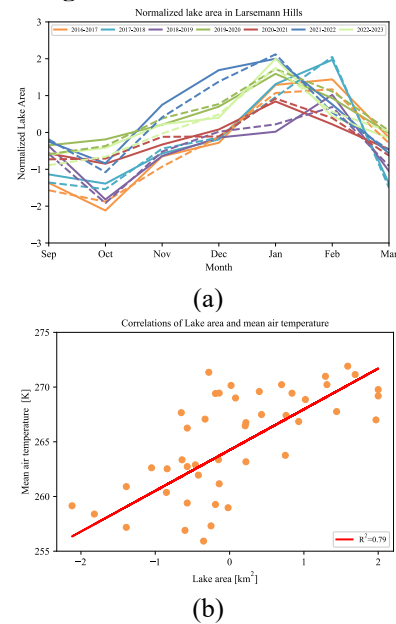 Normalized lake area in Larsemann Hills
2016-2017 2017-2018 2018-2019 2019-2020 2020-2021 2021-2022 2022-2023
Normalized Lake Area
3
2
1
0
−1
−2
−3
Sep Oct Nov Dec Jan Feb Mar
Month
(a)
Correlations of Lake area and mean air temperature
Mean air temperature [K]
275
270
265
260
255
R²=0.79
−2 −1 0 1 2
Lake area [km²]
(b)